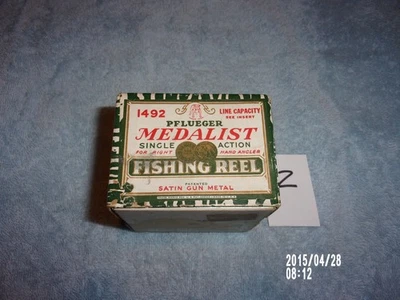 1492
LINE CAPACITY
SEE INSERT
PFLUEGER
MEDALIST
SINGLE ACTION
FOR RIGHT HAND ANGLER
FISHING REEL
PATENTED
SATIN GUN METAL
2
2015/04/28
08:12